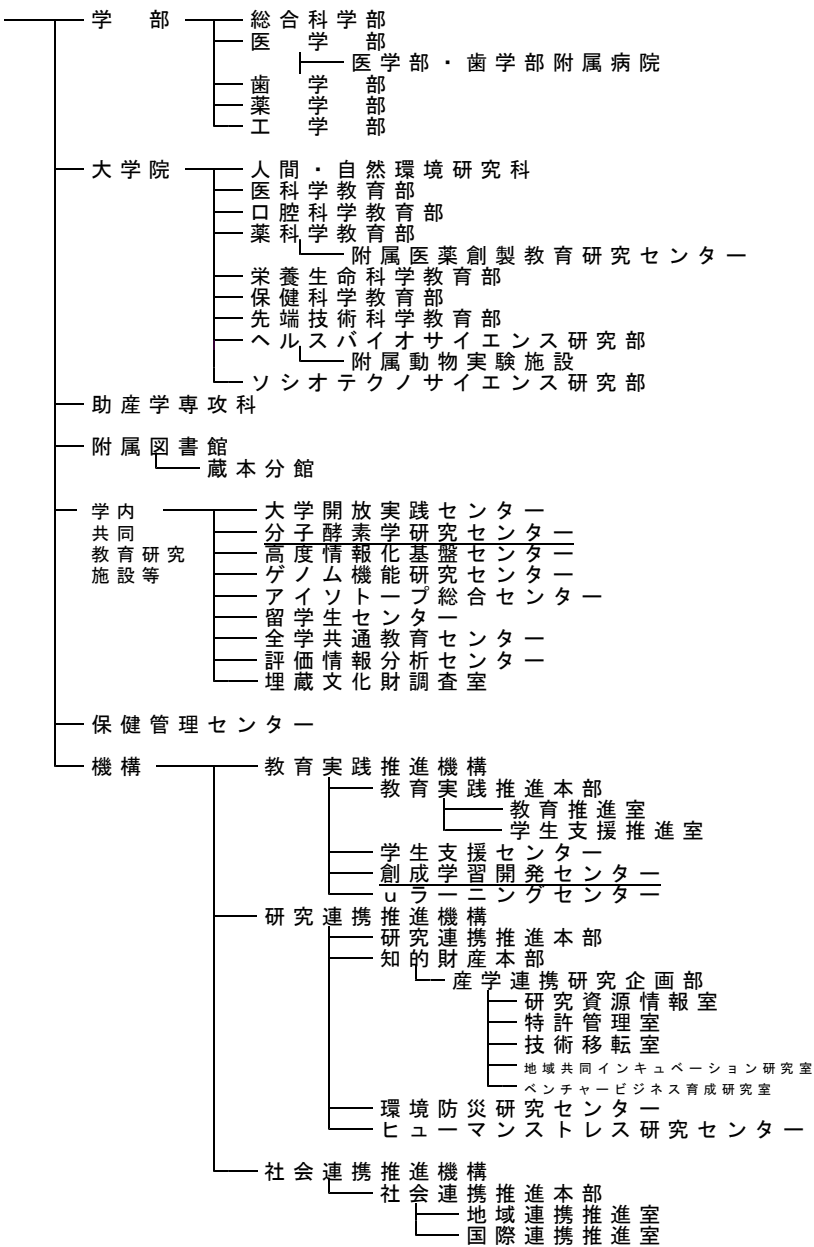 学部 総合科学部
医学部
医学部・歯学部附属病院
歯学部
薬学部
工学部
大学院 人間・自然環境研究科
医科学教育部
口腔科学教育部
薬科学教育部
附属医薬創製教育研究センター
栄養生命科学教育部
保健科学教育部
先端技術科学教育部
ヘルスバイオサイエンス研究部
附属動物実験施設
ソシオテクノサイエンス研究部
助産学専攻科
附属図書館
蔵本分館
学内 大学開放実践センター
共同 分子酵素学研究センター
教育研究 高度情報化基盤センター
施設等 ゲノム機能研究センター
アイソトープ総合センター
留学生センター
全学共通教育センター
評価情報分析センター
埋蔵文化財調査室
保健管理センター
機構 教育実践推進機構
教育実践推進本部
教育推進室
学生支援推進室
学生支援センター
創成学習開発センター
uラーニングセンター
研究連携推進機構
研究連携推進本部
知的財産本部
産学連携研究企画部
研究資源情報室
特許管理室
技術移転室
地域共同インキュベーション研究室
ベンチャービジネス育成研究室
環境防災研究センター
ヒューマンストレス研究センター
社会連携推進機構
社会連携推進本部
地域連携推進室
国際連携推進室